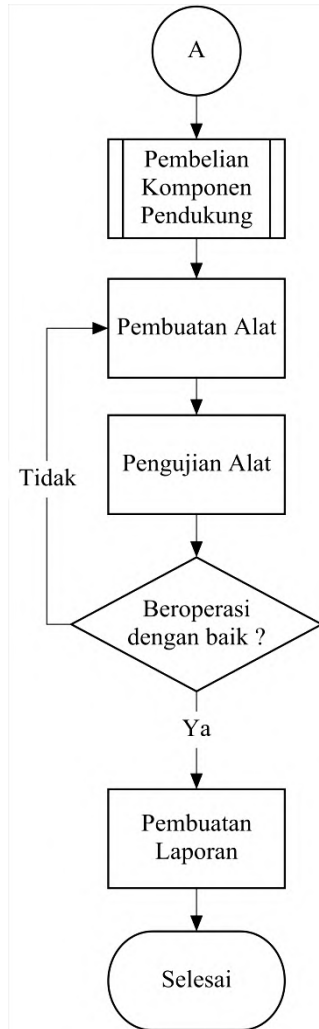 A
Pembelian
Komponen
Pendukung
Pembuatan Alat
Pengujian Alat
Tidak
Beroperasi
dengan baik ?
Ya
Pembuatan
Laporan
Selesai